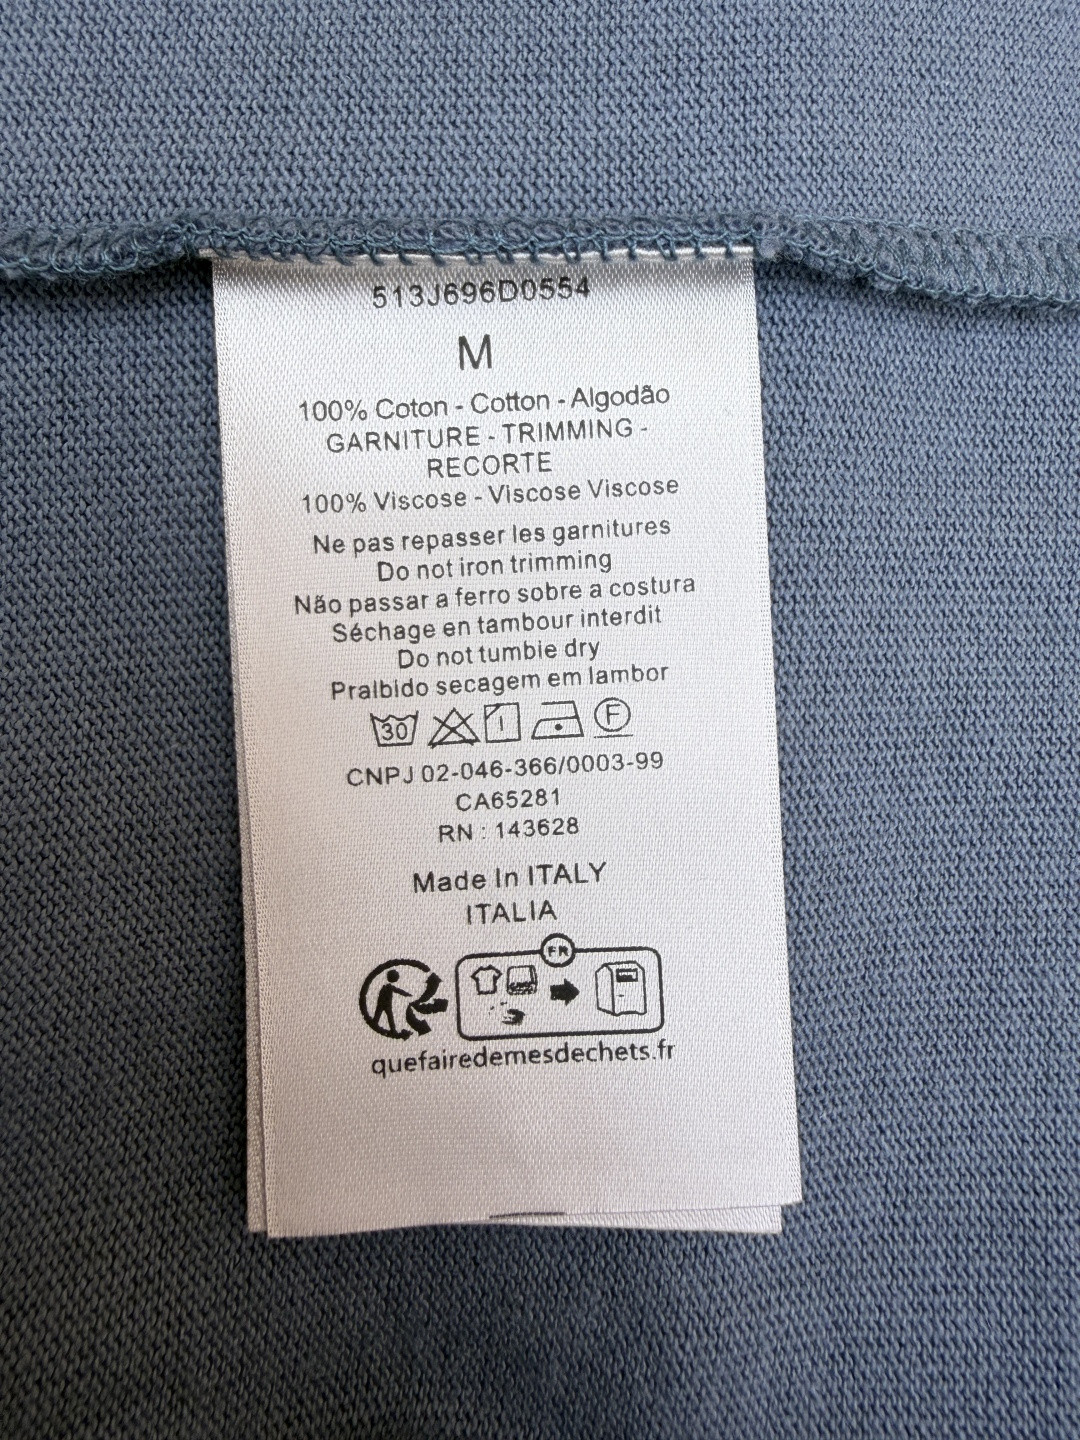 513J696D0554
M
100% Coton - Cotton - Algodão
GARNITURE - TRIMMING -
RECORTE
100% Viscose - Viscose Viscose
Ne pas repasser les garnitures
Do not iron trimming
Não passar a ferro sobre a costura
Séchage en tambour interdit
Do not tumbie dry
Pralbido secagem em lambor
30 F
CNPJ 02-046-366/0003-99
CA65281
RN : 143628
Made In ITALY
ITALIA
FR
quefairedemesdechets.fr